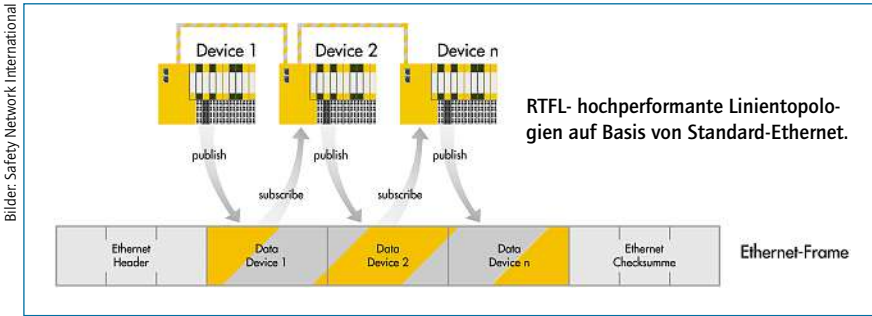 Bilder: Safety Network International
Device 1
Device 2
Device n
RTFL- hochperformante Linientopolo-
gien auf Basis von Standard-Ethernet.
publish
subscribe
publish
subscribe
publish
Ethernet
Header
Data
Device 1
Data
Device 2
Data
Device n
Ethernet
Checksumme
Ethernet-Frame